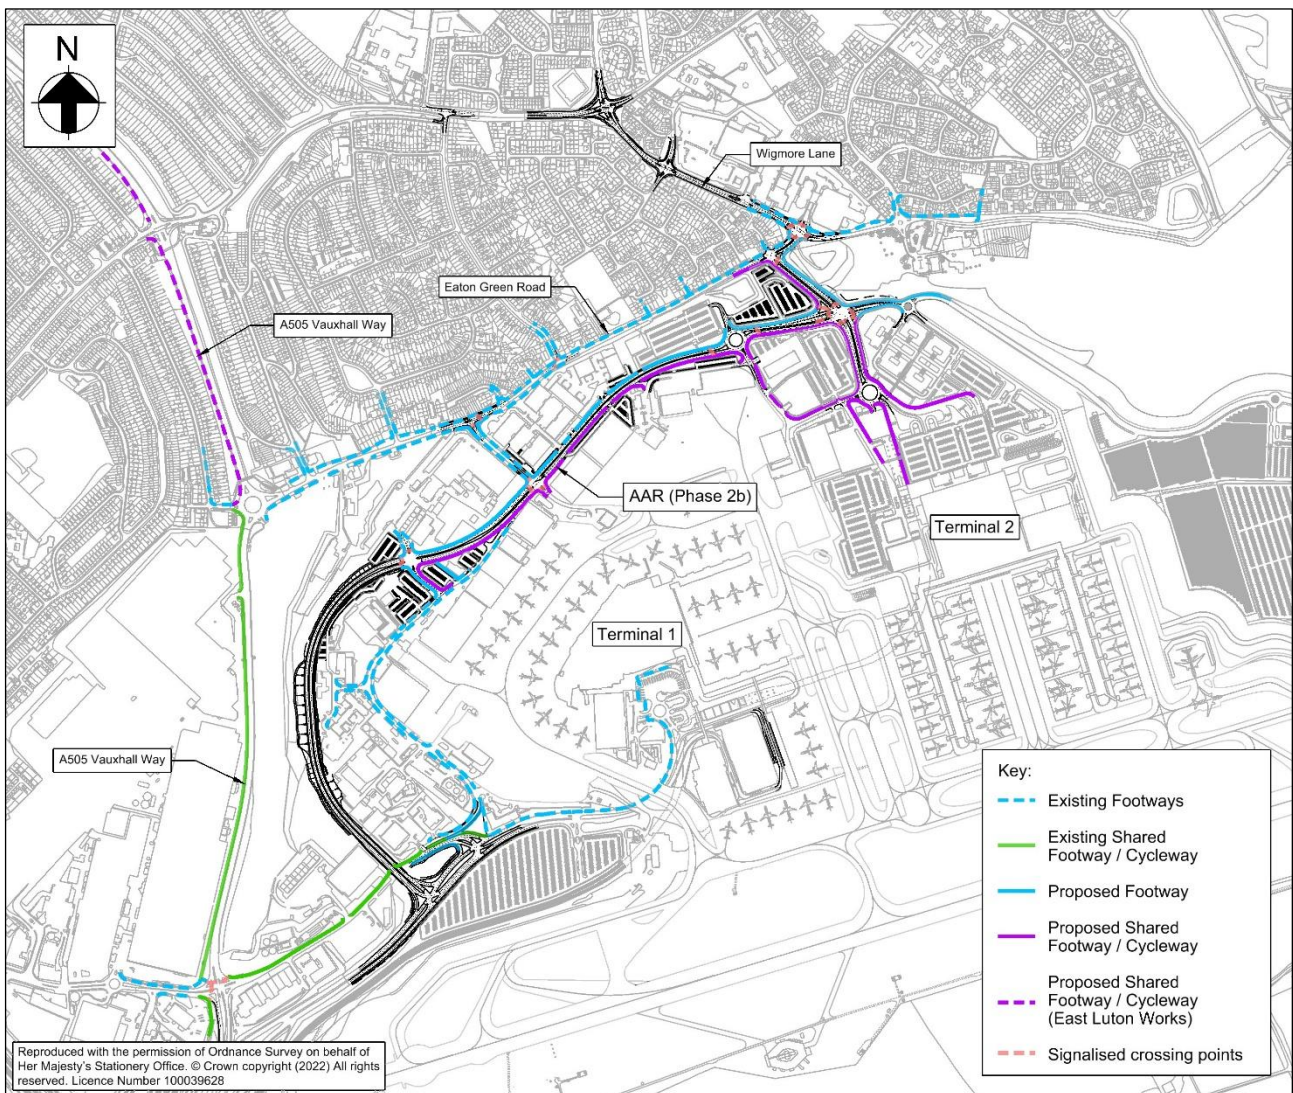 N
Wigmore Lane
Eaton Green Road
A505 Vauxhall Way
AAR (Phase 2b)
Terminal 2
Terminal 1
A505 Vauxhall Way
Key:
Existing Footways
Existing Shared
Footway / Cycleway
Proposed Footway
Proposed Shared
Footway / Cycleway
Proposed Shared
Footway / Cycleway
(East Luton Works)
Signalised crossing points
Reproduced with the permission of Ordnance Survey on behalf of
Her Majesty's Stationery Office. © Crown copyright (2022) All rights
reserved. Licence Number 100039628